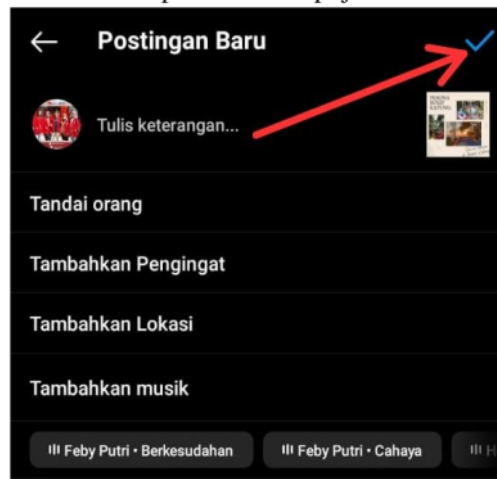 Postingan Baru
Tulis keterangan...
Tandai orang
Tambahkan Pengingat
Tambahkan Lokasi
Tambahkan musik
Feby Putri • Berkesudahan
Feby Putri • Cahaya
H